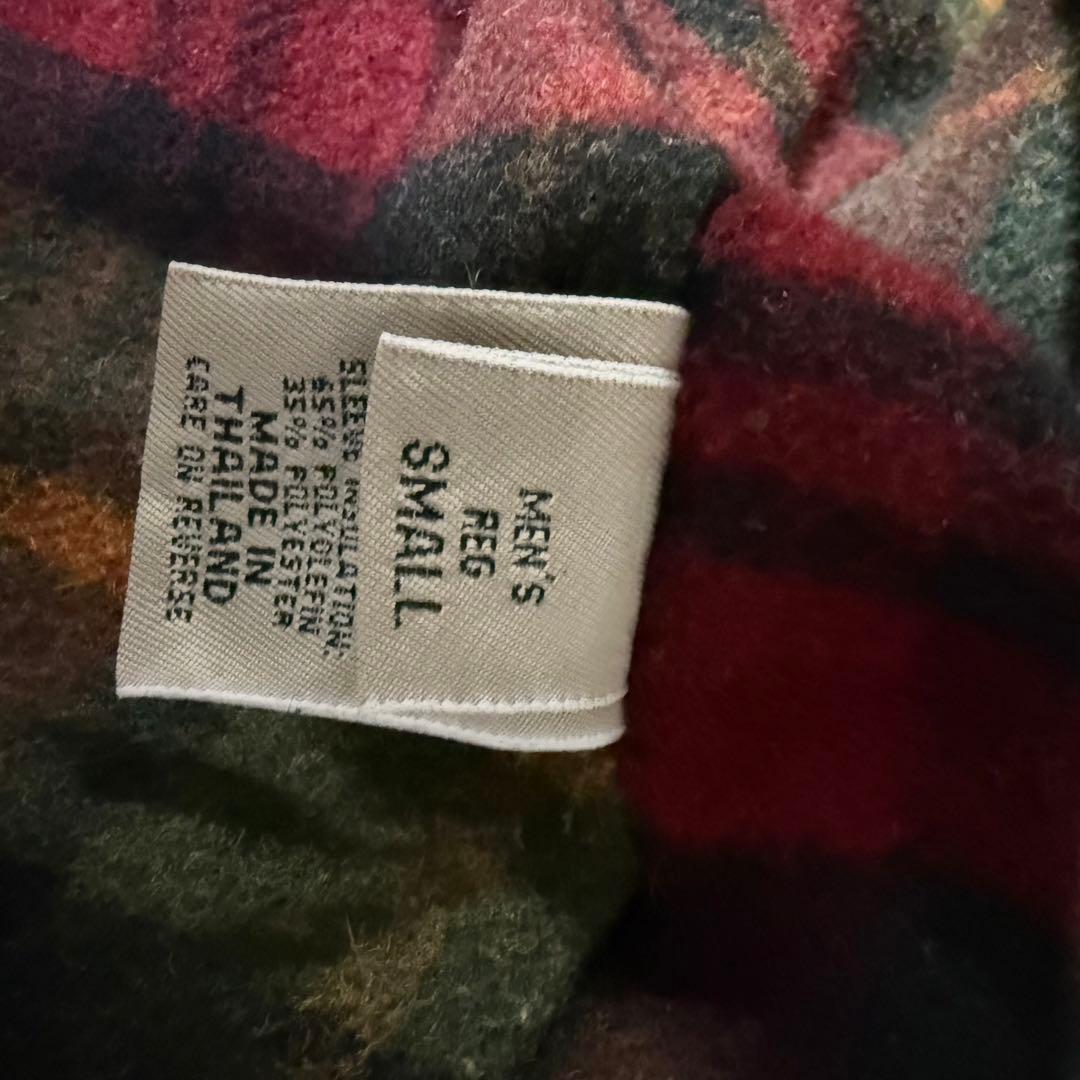 MEN'S
REG
SMALL
SLEEVE INSULATION:
65% POLYOLEFIN,
35% POLYESTER
MADE IN
THAILAND
CARE ON REVERSE